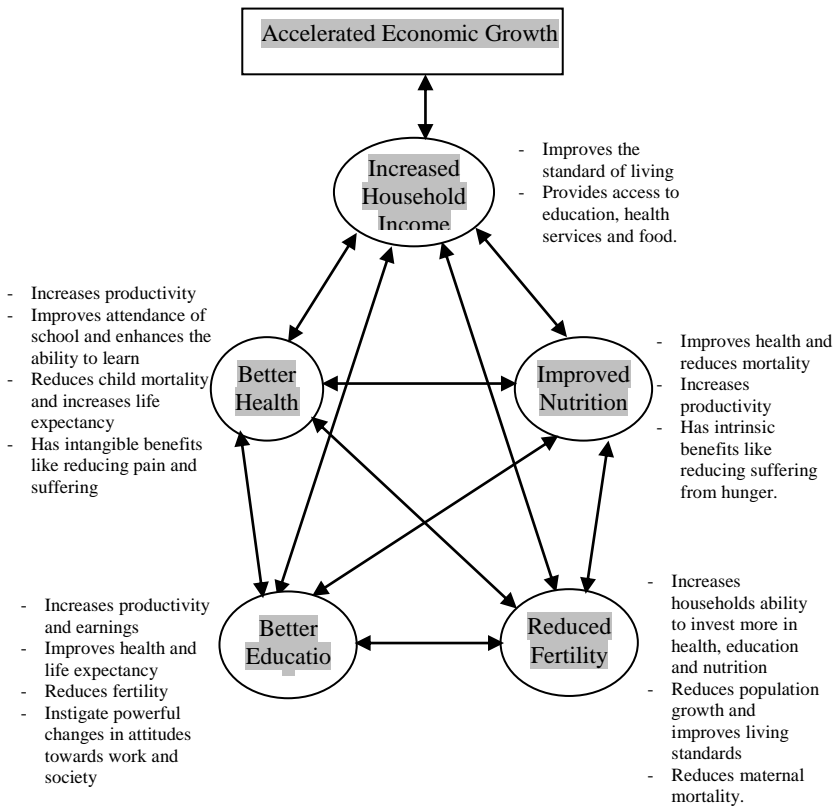 Accelerated Economic Growth
Increased
Household
Income
- Improves the
standard of living
- Provides access to
education, health
services and food.
- Increases productivity
- Improves attendance of
school and enhances the
ability to learn
- Reduces child mortality
and increases life
expectancy
- Has intangible benefits
like reducing pain and
suffering
Better
Health
Improved
Nutrition
- Improves health and
reduces mortality
- Increases
productivity
- Has intrinsic
benefits like
reducing suffering
from hunger.
- Increases productivity
and earnings
- Improves health and
life expectancy
- Reduces fertility
- Instigate powerful
changes in attitudes
towards work and
society
Better
Educatio
Reduced
Fertility
- Increases
households ability
to invest more in
health, education
and nutrition
- Reduces population
growth and
improves living
standards
- Reduces maternal
mortality.